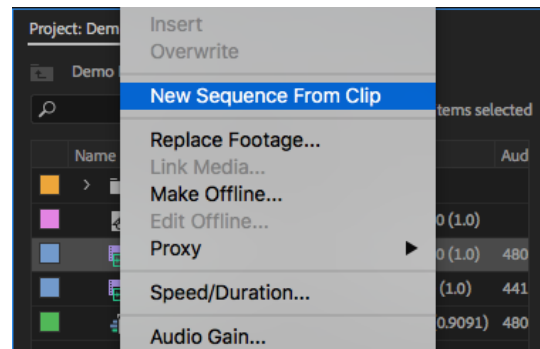 Project: Dem
Insert
Overwrite
Demo
New Sequence From Clip
tems selected
Replace Footage...
Name
Aud
Link Media...
Make Offline...
Edit Offline...
0 (1.0)
Proxy
0 (1.0) 480
Speed/Duration...
(1.0) 441
0.9091) 480
Audio Gain...